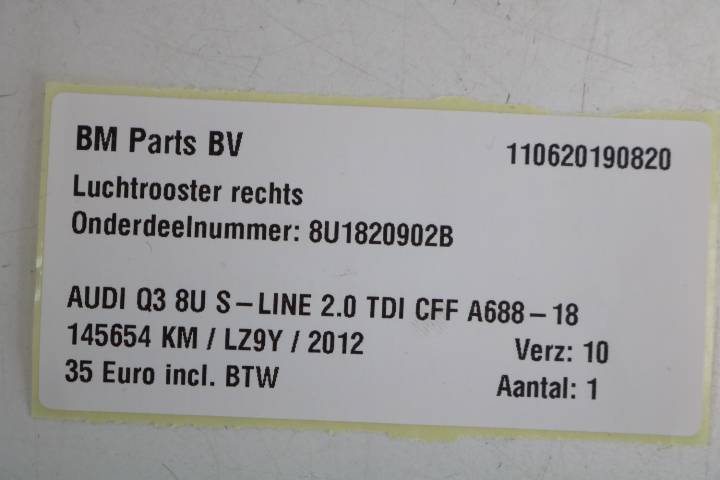 BM Parts BV
110620190820
Luchtrooster rechts
Onderdeelnummer: 8U1820902B
AUDI Q3 8U S-LINE 2.0 TDI CFF A688-18
145654 KM / LZ9Y / 2012 Verz: 10
35 Euro incl. BTW Aantal: 1